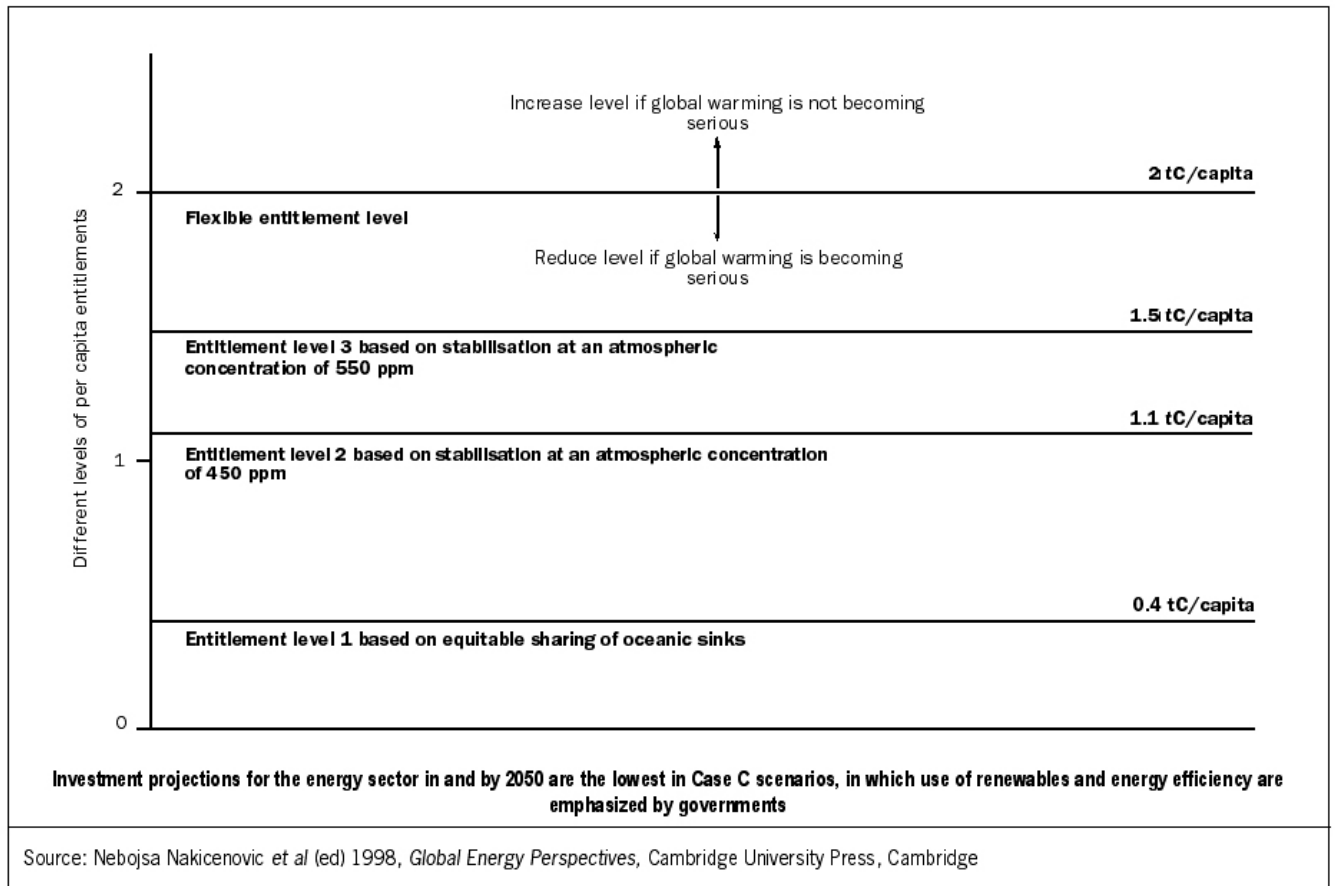 Increase level if global warming is not becoming
serious
2 tC/capita
2
Flexible entitlement level
Reduce level if global warming is becoming
serious
1.5 tC/capita
Entitlement level 3 based on stabilisation at an atmospheric
concentration of 550 ppm
1.1 tC/capita
1
Entitlement level 2 based on stabilisation at an atmospheric concentration
of 450 ppm
0.4 tC/capita
Entitlement level 1 based on equitable sharing of oceanic sinks
0
Different levels of per capita entitlements
Investment projections for the energy sector in and by 2050 are the lowest in Case C scenarios, in which use of renewables and energy efficiency are
emphasized by governments
Source: Nebojsa Nakicenovic et al (ed) 1998, Global Energy Perspectives, Cambridge University Press, Cambridge